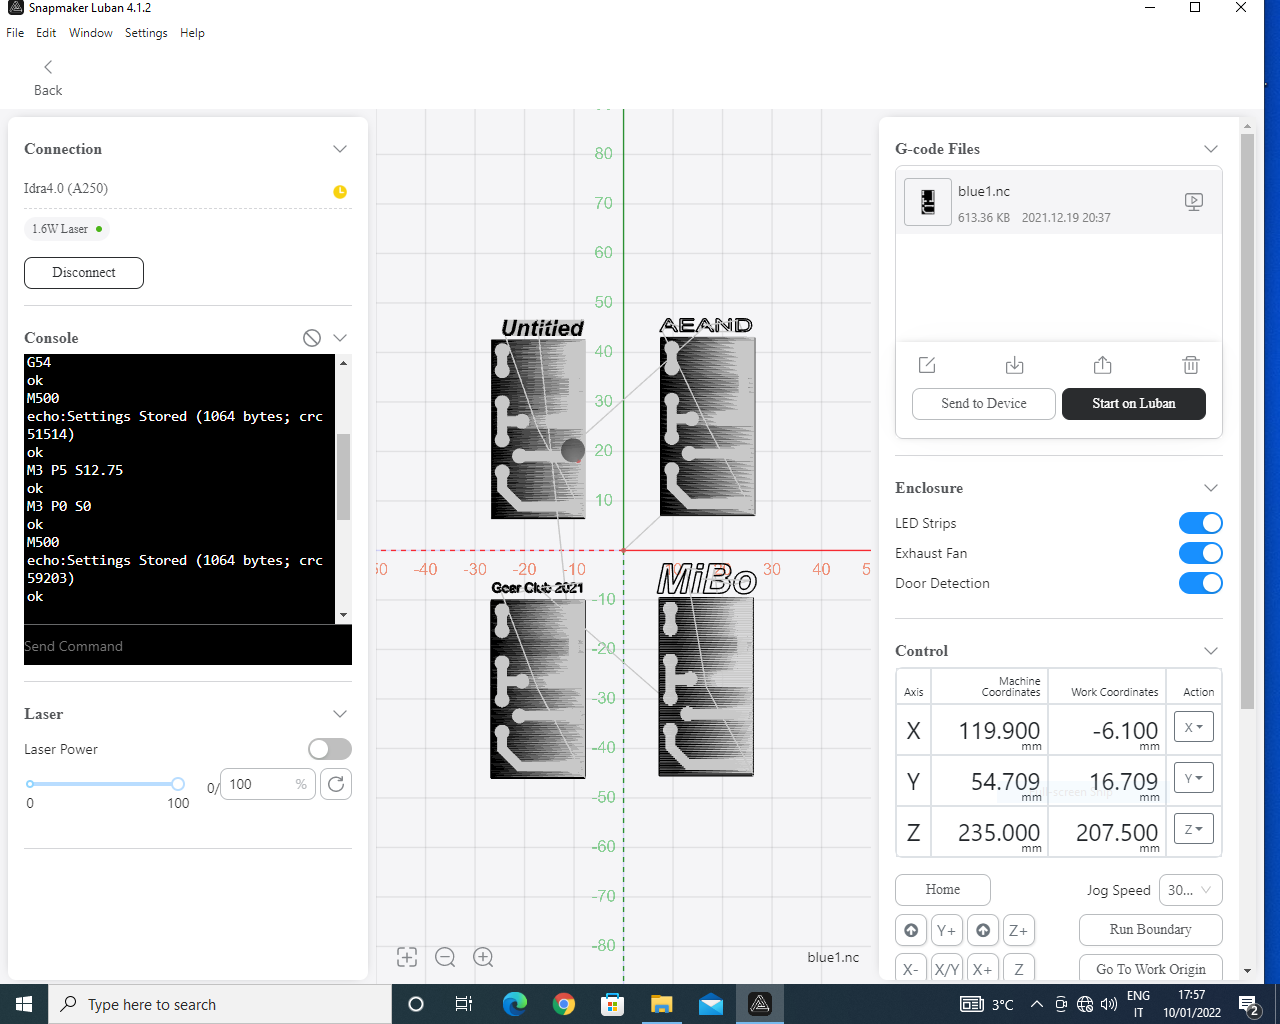 Snapmaker Luban 4.1.2
File Edit Window Settings Help
Back
Connection
Idra4.0 (A250)
1.6W Laser
Disconnect
Console
G54
ok
M500
echo:Settings Stored (1064 bytes; crc
51514)
ok
M3 P5 S12.75
ok
M3 P0 S0
ok
M500
echo:Settings Stored (1064 bytes; crc
59203)
ok
Send Command
Laser
Laser Power
0/ 100 %
0 100
80
70
60
50
Untitled AEAND
40
30
20
10
50 -40 -30 -20 -10 10 20 30 40 5
Gear Club 2021 MiBo
-10
-20
-30
-40
-50
-60
-70
-80
blue1.nc
G-code Files
blue1.nc
613.36 KB 2021.12.19 20:37
Send to Device Start on Luban
Enclosure
LED Strips
Exhaust Fan
Door Detection
Control
Axis Machine Coordinates Work Coordinates Action
X 119.900 mm -6.100 mm X
Y 54.709 mm 16.709 mm Y
Z 235.000 mm 207.500 mm Z
Home Jog Speed 30...
Y+ Z+ Run Boundary
X- X/Y X+ Z Go To Work Origin
Type here to search
3°C ENG IT 17:57 10/01/2022 2